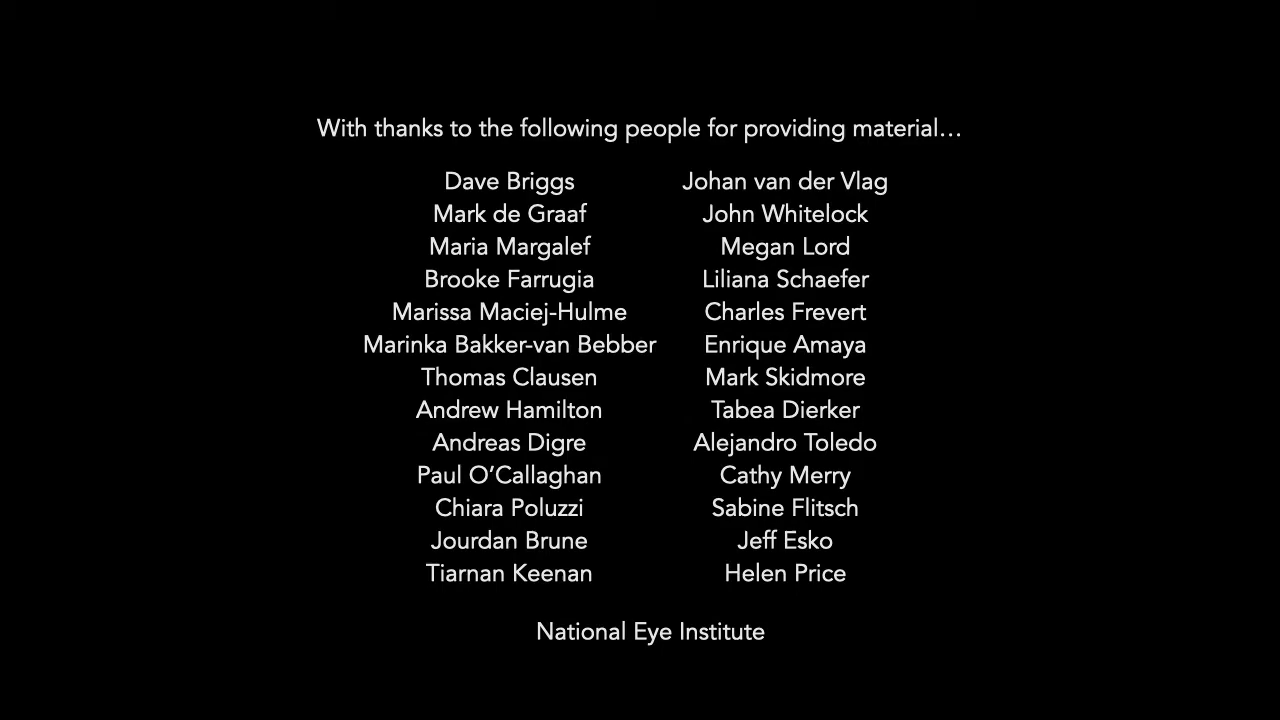 With thanks to the following people for providing material…
Dave Briggs
Mark de Graaf
Maria Margalef
Brooke Farrugia
Marissa Maciej-Hulme
Marinka Bakker-van Bebber
Thomas Clausen
Andrew Hamilton
Andreas Digre
Paul O’Callaghan
Chiara Poluzzi
Jourdan Brune
Tiarnan Keenan
Johan van der Vlag
John Whitelock
Megan Lord
Liliana Schaefer
Charles Frevert
Enrique Amaya
Mark Skidmore
Tabea Dierker
Alejandro Toledo
Cathy Merry
Sabine Flitsch
Jeff Esko
Helen Price
National Eye Institute